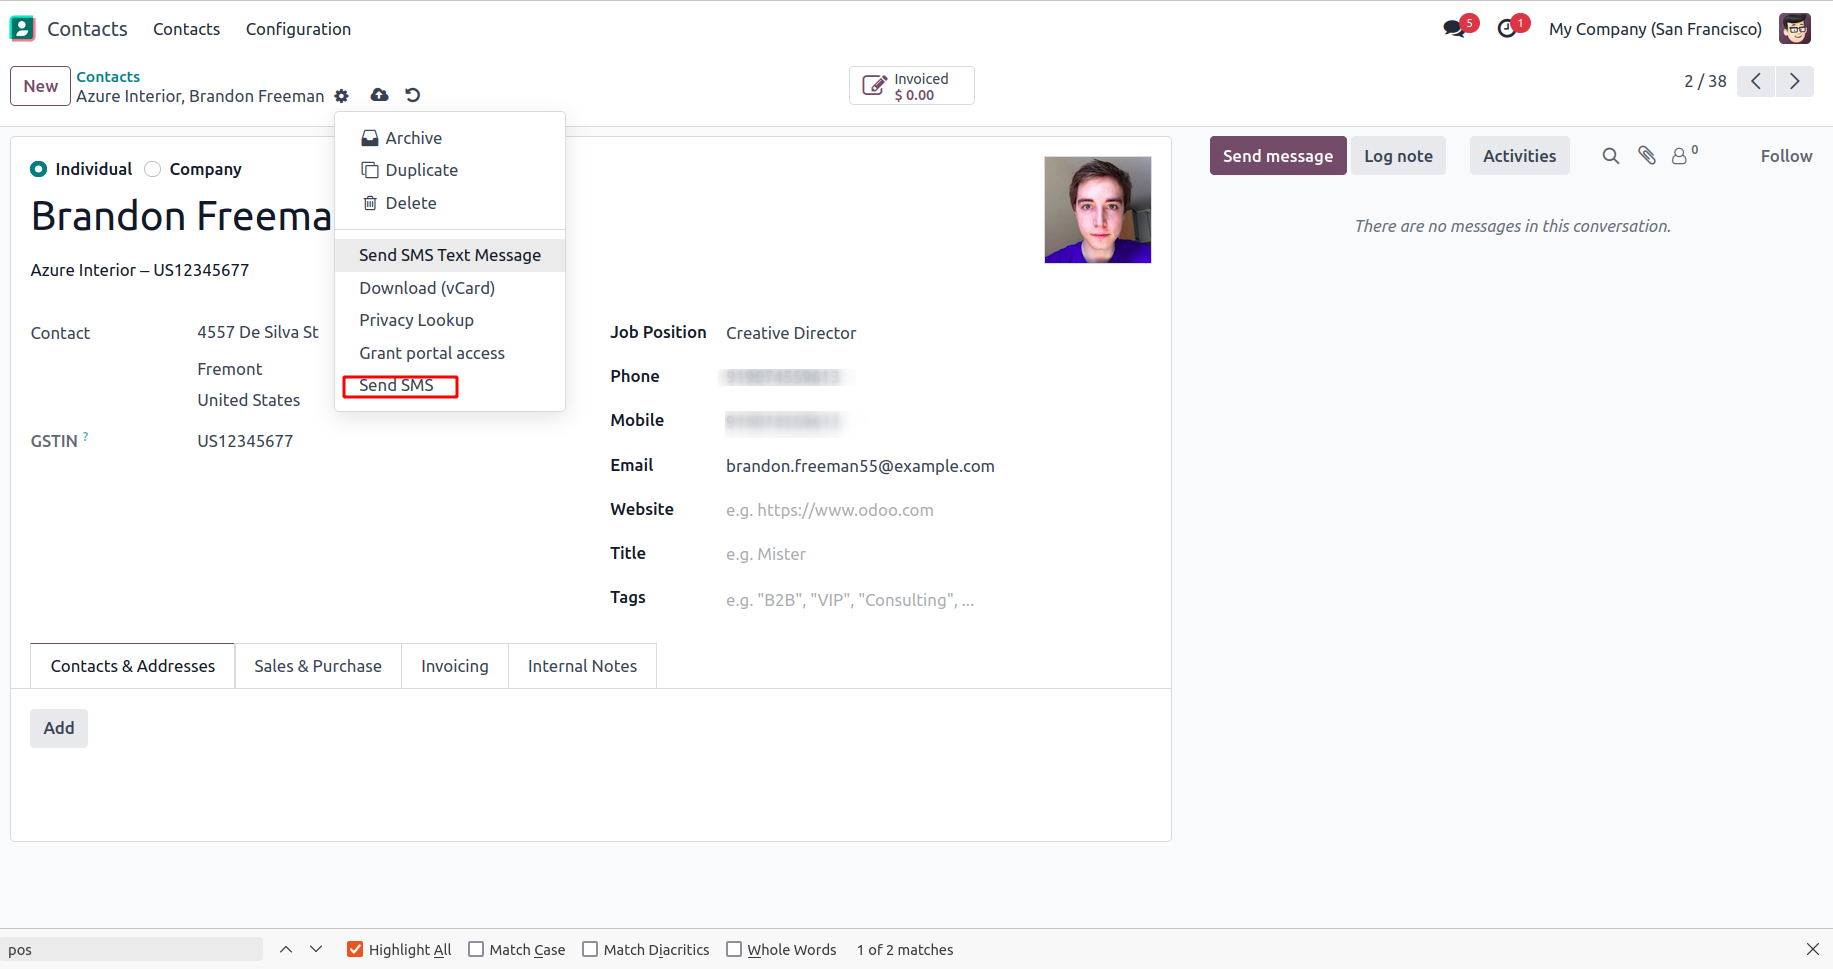 Contacts Contacts Configuration 5 1 My Company (San Francisco)
New Contacts
Azure Interior, Brandon Freeman
Invoiced
$ 0.00
2 / 38
Archive
Duplicate
Delete
Send SMS Text Message
Download (vCard)
Privacy Lookup
Grant portal access
Send SMS
Individual Company
Brandon Freema
Azure Interior – US12345677
Contact 4557 De Silva St
Fremont
United States
GSTIN ? US12345677
Job Position Creative Director
Phone
Mobile
Email brandon.freeman55@example.com
Website e.g. https://www.odoo.com
Title e.g. Mister
Tags e.g. "B2B", "VIP", "Consulting", ...
Contacts & Addresses Sales & Purchase Invoicing Internal Notes
Add
Send message Log note Activities 0 Follow
There are no messages in this conversation.
pos Highlight All Match Case Match Diacritics Whole Words 1 of 2 matches